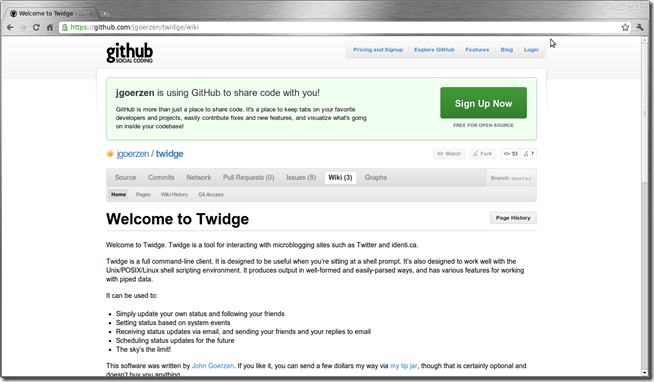 Welcome to Twidge - ...
https://github.com/jgoerzen/twidge/wiki
github
SOCIAL CODING
Pricing and Signup Explore GitHub Features Blog Login
jgoerzen is using GitHub to share code with you!
GitHub is more than just a place to share code. It's a place to keep tabs on your favorite
developers and projects, easily contribute fixes and new features, and visualize what's going
on inside your codebase!
Sign Up Now
FREE FOR OPEN SOURCE
jgoerzen / twidge
Watch Fork 53 7
Source Commits Network Pull Requests (0) Issues (8) Wiki (3) Graphs Branch: master
Home Pages Wiki History Git Access
Welcome to Twidge
Page History
Welcome to Twidge. Twidge is a tool for interacting with microblogging sites such as Twitter and identi.ca.
Twidge is a full command-line client. It is designed to be useful when you're sitting at a shell prompt. It's also designed to work well with the
Unix/POSIX/Linux shell scripting environment. It produces output in well-formed and easily-parsed ways, and has various features for working
with piped data.
It can be used to:
• Simply update your own status and following your friends
• Setting status based on system events
• Receiving status updates via email, and sending your friends and your replies to email
• Scheduling status updates for the future
• The sky's the limit!
This software was written by John Goerzen. If you like it, you can send a few dollars my way via my tip jar, though that is certainly optional and
doesn't buy you anything